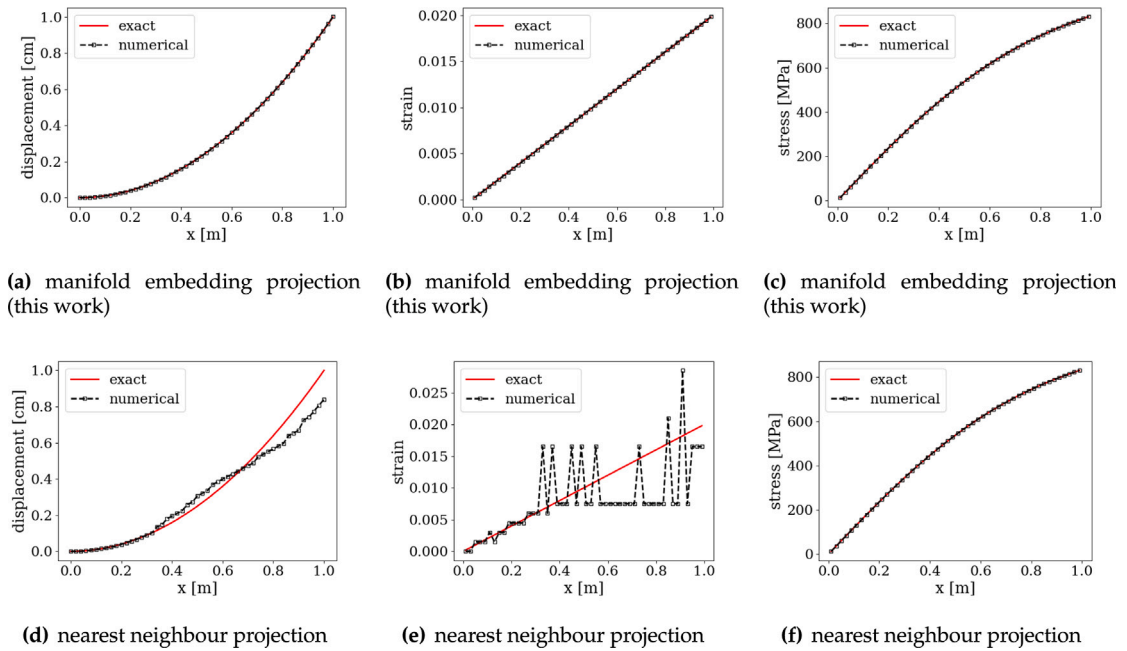 exact
numerical
displacement [cm]
1.0
0.8
0.6
0.4
0.2
0.0
0.0 0.2 0.4 0.6 0.8 1.0
x [m]
(a) manifold embedding projection
(this work)
exact
numerical
strain
0.020
0.015
0.010
0.005
0.000
0.0 0.2 0.4 0.6 0.8 1.0
x [m]
(b) manifold embedding projection
(this work)
exact
numerical
stress [MPa]
800
600
400
200
0
0.0 0.2 0.4 0.6 0.8 1.0
x [m]
(c) manifold embedding projection
(this work)
exact
numerical
displacement [cm]
1.0
0.8
0.6
0.4
0.2
0.0
0.0 0.2 0.4 0.6 0.8 1.0
x [m]
(d) nearest neighbour projection
exact
numerical
strain
0.025
0.020
0.015
0.010
0.005
0.000
0.0 0.2 0.4 0.6 0.8 1.0
x [m]
(e) nearest neighbour projection
exact
numerical
stress [MPa]
800
600
400
200
0
0.0 0.2 0.4 0.6 0.8 1.0
x [m]
(f) nearest neighbour projection